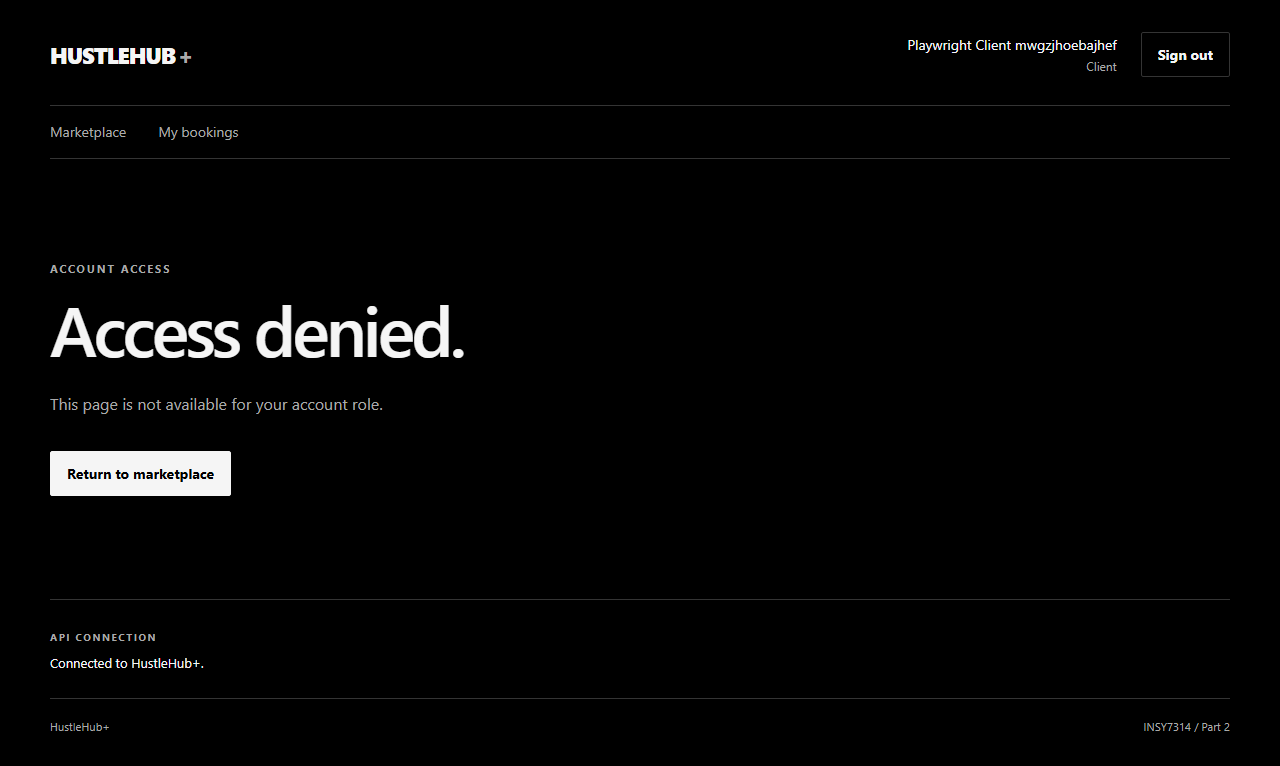 HUSTLEHUB +
Playwright Client mwgzjhoebajhef
Client
Sign out
Marketplace
My bookings
ACCOUNT ACCESS
Access denied.
This page is not available for your account role.
Return to marketplace
API CONNECTION
Connected to HustleHub+.
HustleHub+
INSY7314 / Part 2